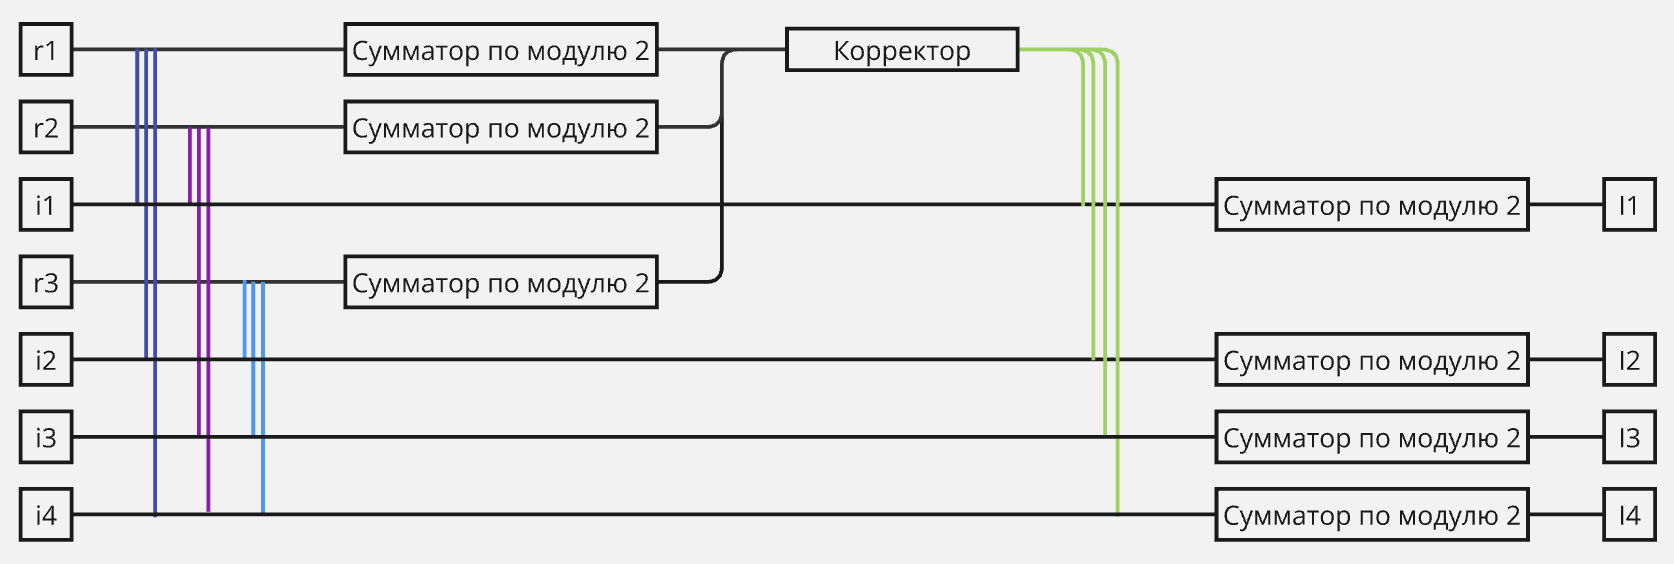 r1
Сумматор по модулю 2
Корректор
r2
Сумматор по модулю 2
i1
Сумматор по модулю 2
I1
r3
Сумматор по модулю 2
i2
Сумматор по модулю 2
I2
i3
Сумматор по модулю 2
I3
i4
Сумматор по модулю 2
I4